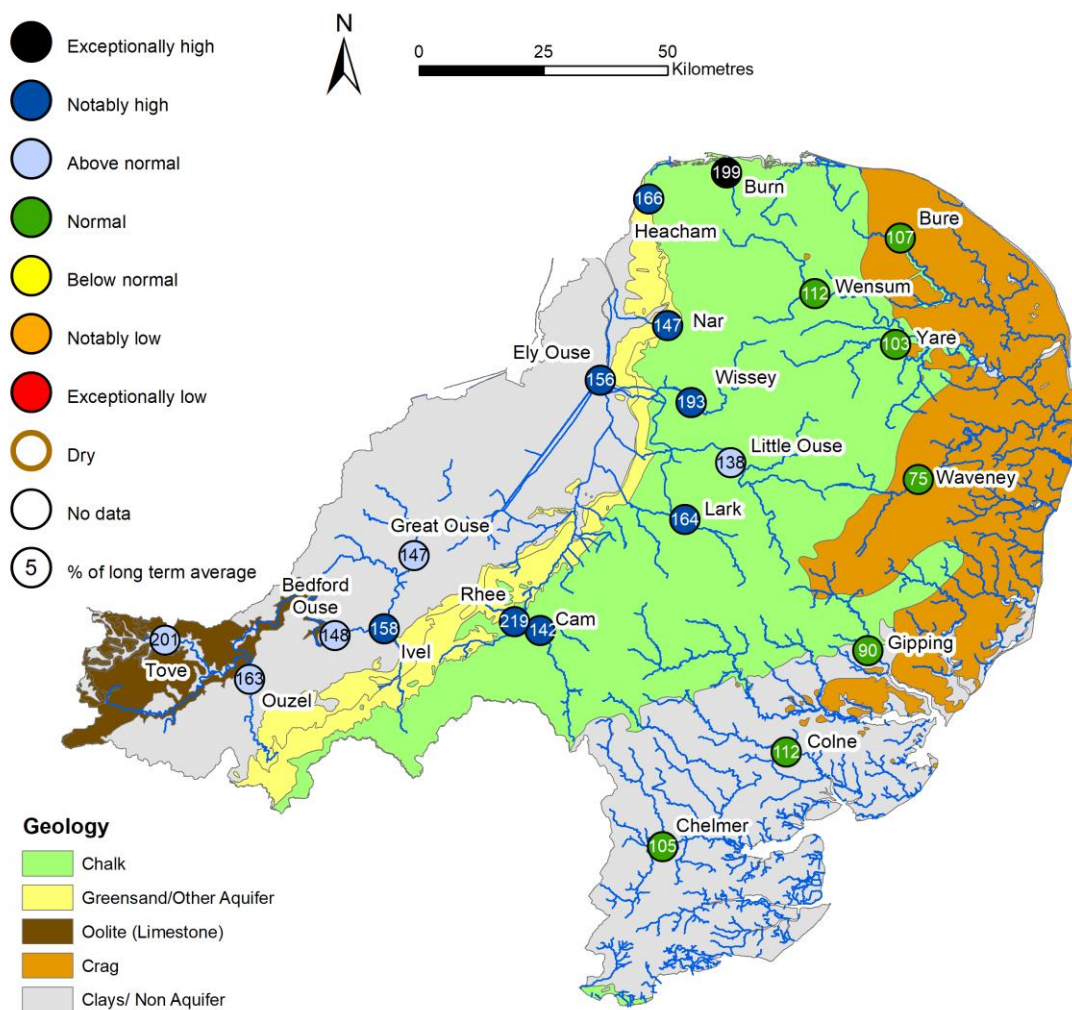 Exceptionally high
Notably high
Above normal
Normal
Below normal
Notably low
Exceptionally low
Dry
No data
5 % of long term average
N
0 25 50
Kilometres
199
Burn
166
Heacham
Bure
107
112
Wensum
147
Nar
103
Yare
Ely Ouse
156
Wissey
193
Little Ouse
138
75
Waveney
Lark
164
Great Ouse
147
Bedford
Ouse
148
Rhee
219
142
Cam
158
Ivel
201
Tove
163
Ouzel
Gipping
90
Colne
112
Chelmer
105
Geology
Chalk
Greensand/Other Aquifer
Oolite (Limestone)
Crag
Clays/ Non Aquifer